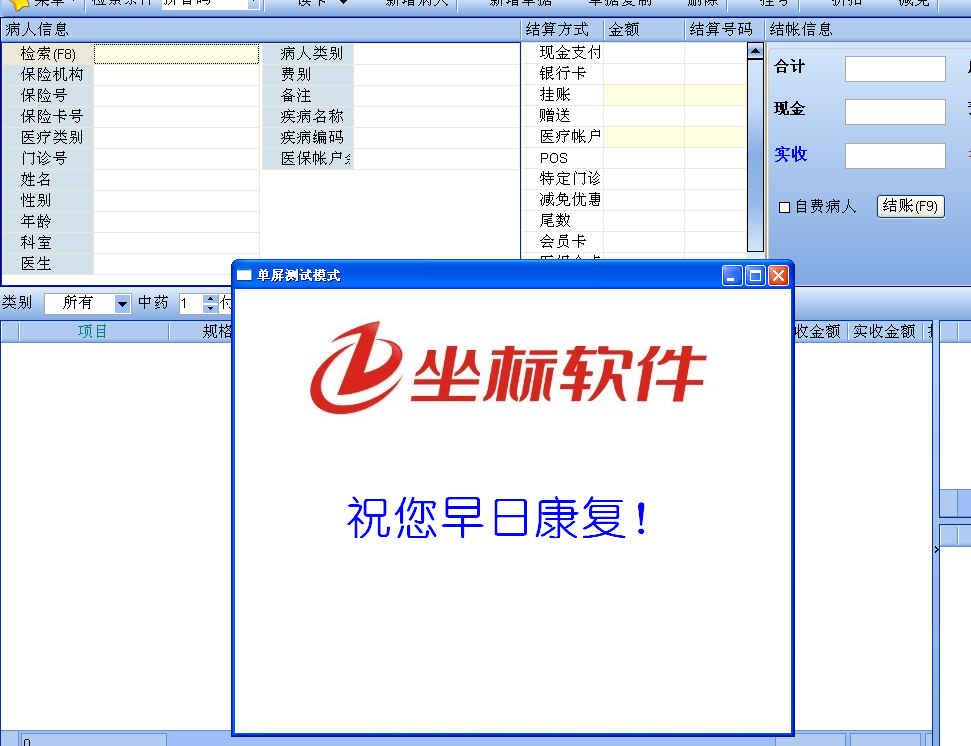 菜单 检索条件 拼音码 读卡 新增病人 新增单据 单据复制 删除 挂号 折扣 减免
病人信息 结算方式 金额 结算号码 结帐信息
检索(F8) 病人类别 现金支付
保险机构 费别 银行卡 合计
保险号 备注 挂账
保险卡号 疾病名称 赠送 现金
医疗类别 疾病编码 医疗帐户
门诊号 医保帐户 POS 实收
姓名 特定门诊
性别 减免优惠 自费病人 结账(F9)
年龄 尾数
科室 会员卡
医生
单屏测试模式
类别 所有 中药 1 付
项目 规格 收金额 实收金额
坐标软件
祝您早日康复!
0